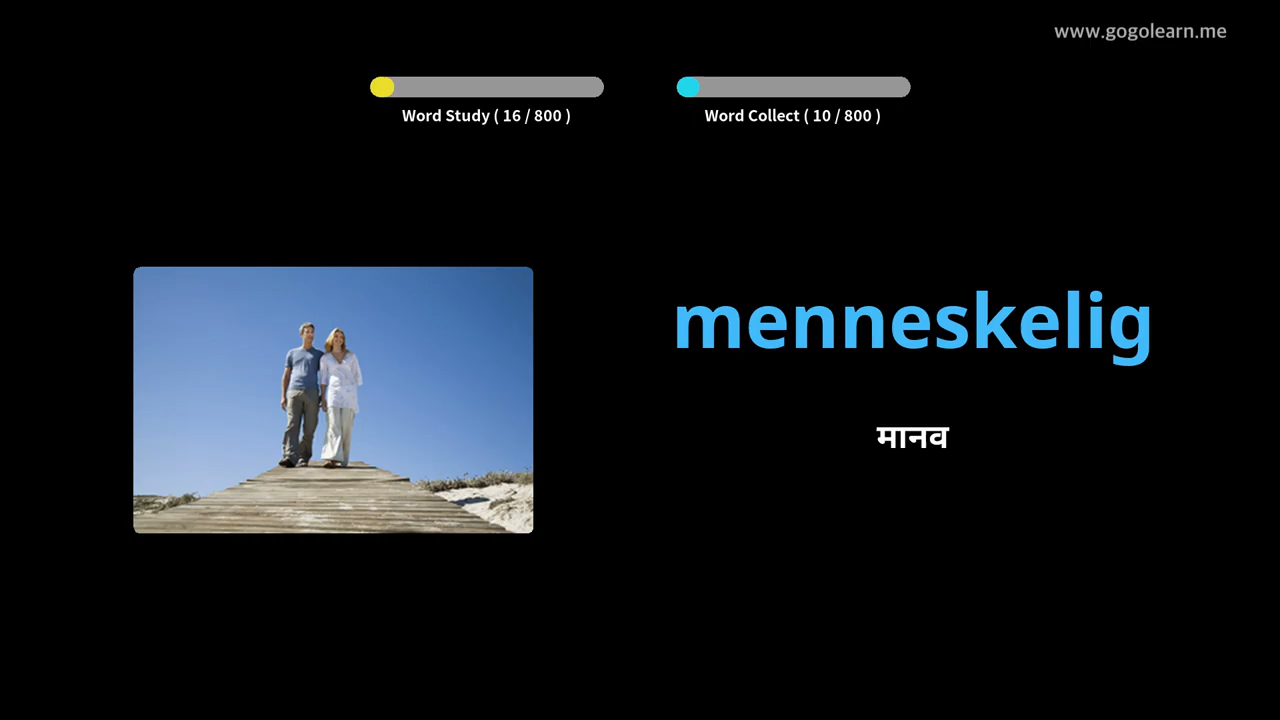 www.gogolearn.me
Word Study ( 16 / 800 )
Word Collect ( 10 / 800 )
menneskelig
मानव